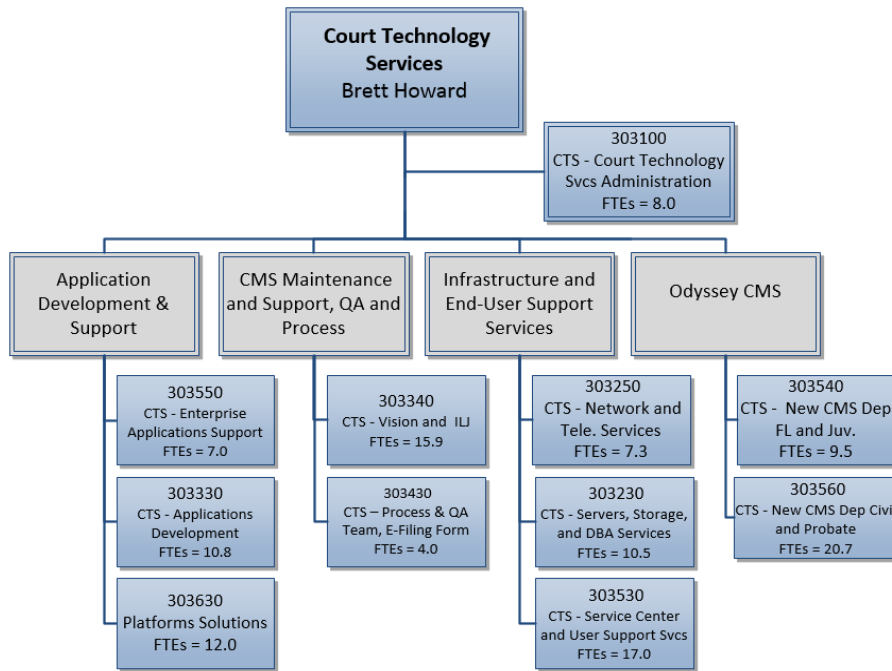 Court Technology
Services
Brett Howard
303100
CTS - Court Technology
Svcs Administration
FTEs = 8.0
Application
Development &
Support
CMS Maintenance
and Support, QA and
Process
Infrastructure and
End-User Support
Services
Odyssey CMS
303550
CTS - Enterprise
Applications Support
FTEs = 7.0
303330
CTS - Applications
Development
FTEs = 10.8
303630
Platforms Solutions
FTEs = 12.0
303340
CTS - Vision and ILJ
FTEs = 15.9
303430
CTS – Process & QA
Team, E-Filing Form
FTEs = 4.0
303250
CTS - Network and
Tele. Services
FTEs = 7.3
303230
CTS - Servers, Storage,
and DBA Services
FTEs = 10.5
303530
CTS - Service Center
and User Support Svcs
FTEs = 17.0
303540
CTS - New CMS Dep
FL and Juv.
FTEs = 9.5
303560
CTS - New CMS Dep Civi
and Probate
FTEs = 20.7